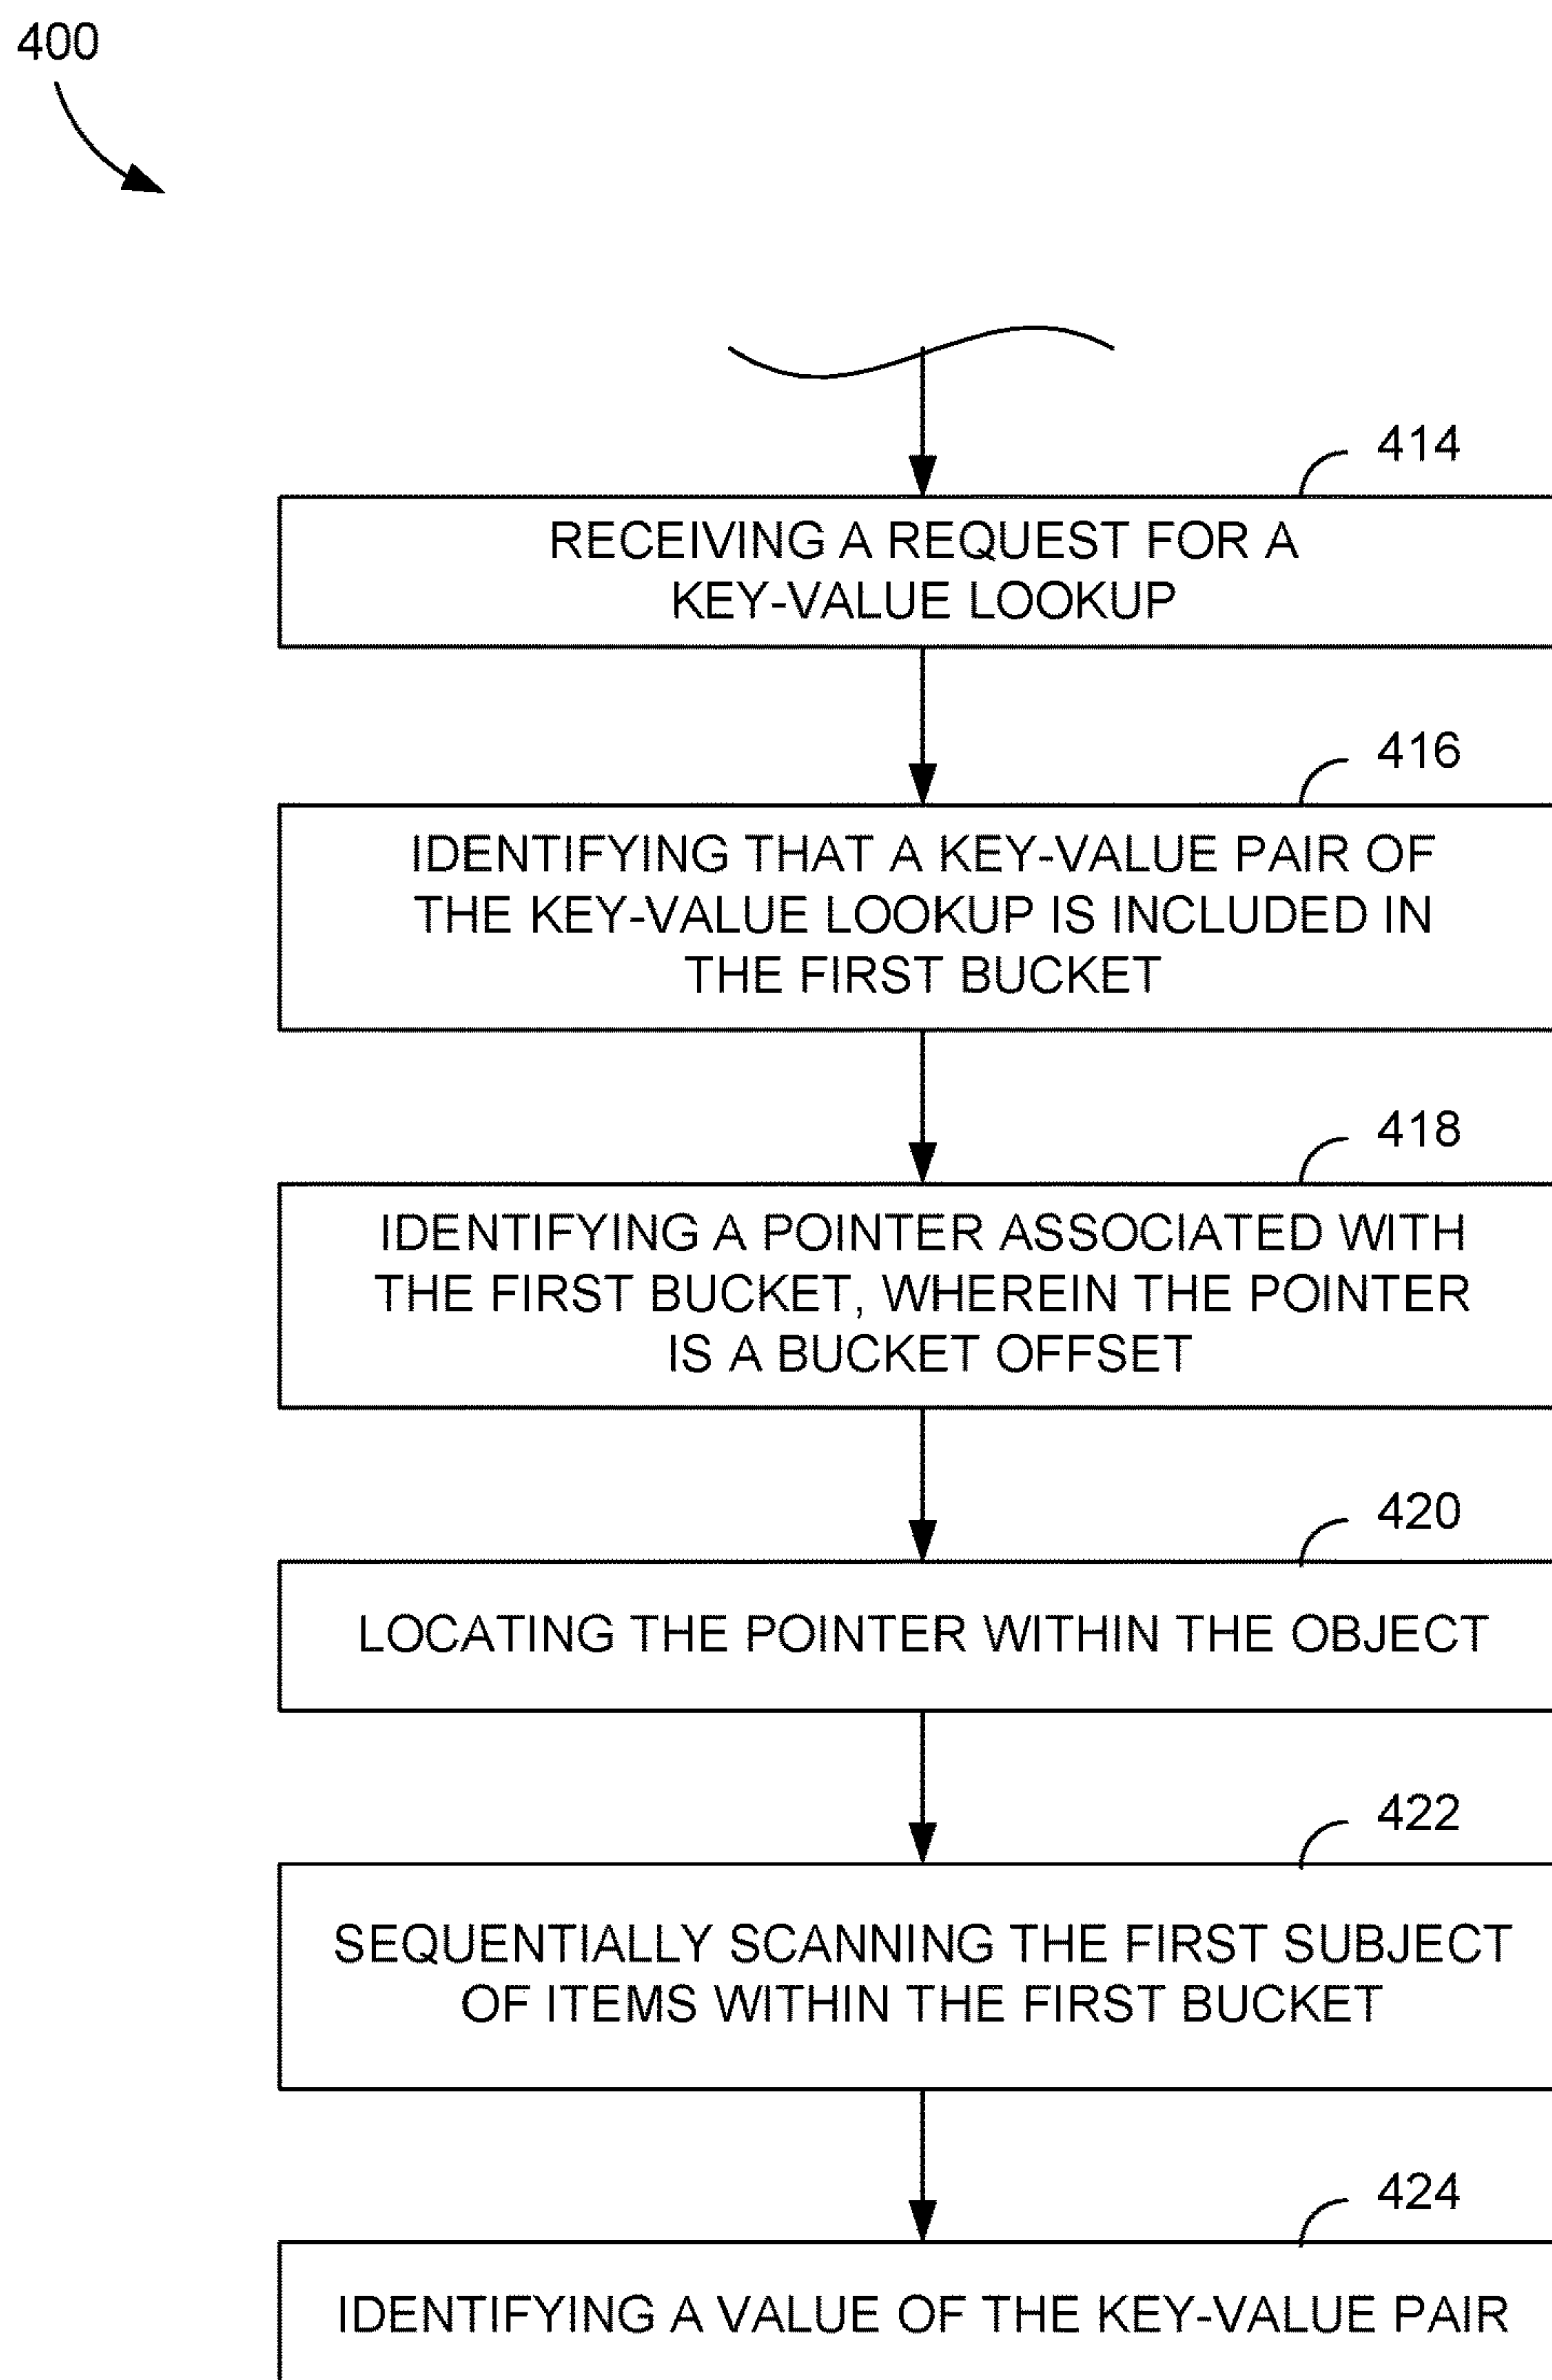 400
414
RECEIVING A REQUEST FOR A
KEY-VALUE LOOKUP
416
IDENTIFYING THAT A KEY-VALUE PAIR OF
THE KEY-VALUE LOOKUP IS INCLUDED IN
THE FIRST BUCKET
418
IDENTIFYING A POINTER ASSOCIATED WITH
THE FIRST BUCKET, WHEREIN THE POINTER
IS A BUCKET OFFSET
420
LOCATING THE POINTER WITHIN THE OBJECT
422
SEQUENTIALLY SCANNING THE FIRST SUBJECT
OF ITEMS WITHIN THE FIRST BUCKET
424
IDENTIFYING A VALUE OF THE KEY-VALUE PAIR